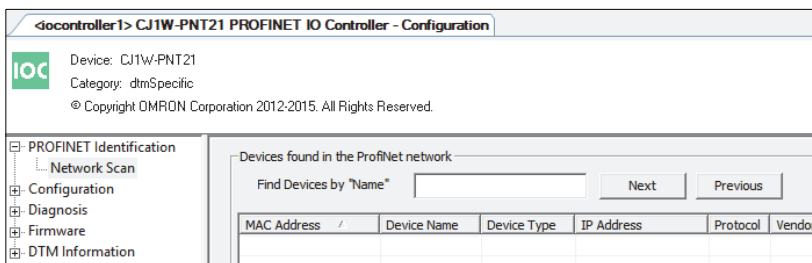 <iocontroller1> CJ1W-PNT21 PROFINET IO Controller - Configuration
IOC
Device: CJ1W-PNT21
Category: dtmSpecific
© Copyright OMRON Corporation 2012-2015. All Rights Reserved.
PROFINET Identification
Network Scan
Configuration
Diagnosis
Firmware
DTM Information
Devices found in the ProfiNet network
Find Devices by "Name" Next Previous
MAC Address Device Name Device Type IP Address Protocol Vendo